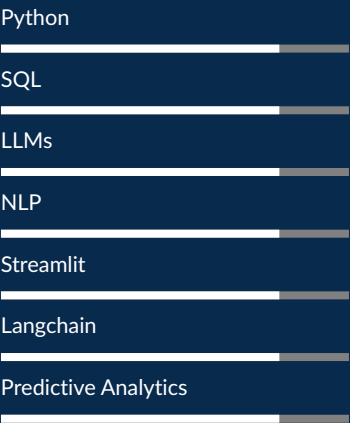 Python
SQL
LLMs
NLP
Streamlit
Langchain
Predictive Analytics